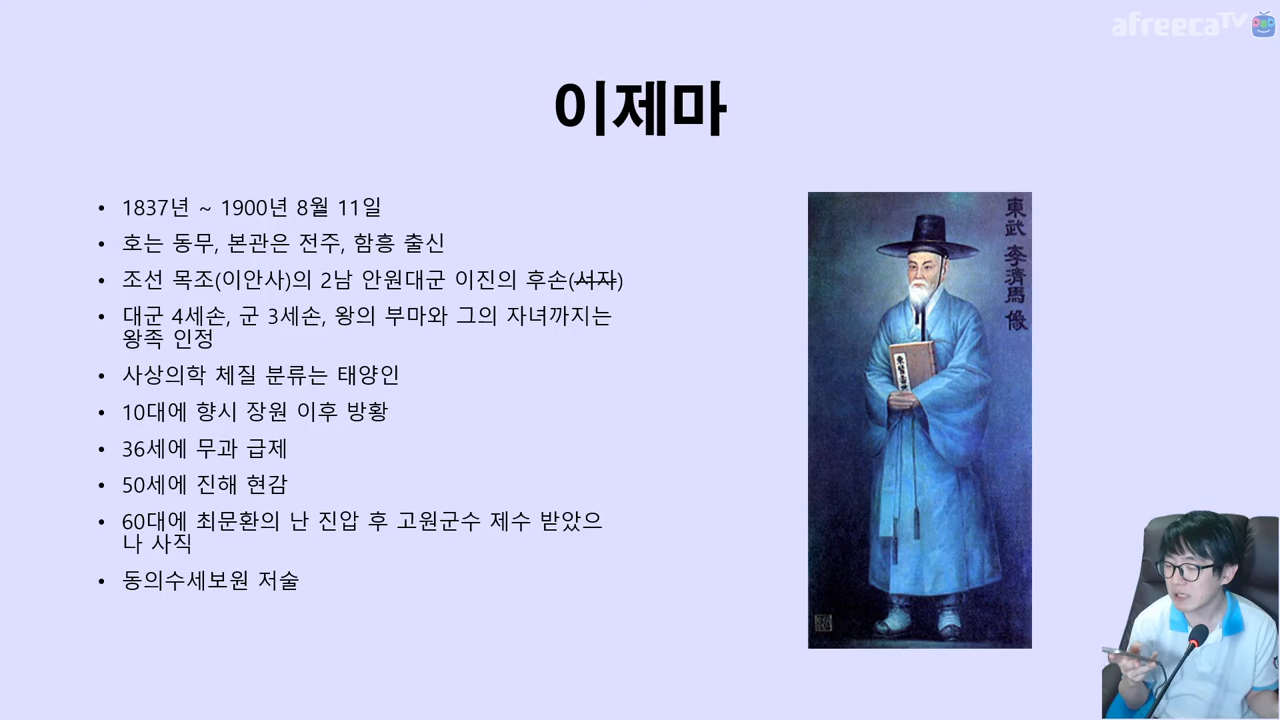 afreecaTV
이제마
• 1837년 ~ 1900년 8월 11일
• 호는 동무, 본관은 전주, 함흥 출신
• 조선 목조(이안사)의 2남 안원대군 이진의 후손(서자)
• 대군 4세손, 군 3세손, 왕의 부마와 그의 자녀까지는
왕족 인정
• 사상의학 체질 분류는 태양인
• 10대에 향시 장원 이후 방황
• 36세에 무과 급제
• 50세에 진해 현감
• 60대에 최문환의 난 진압 후 고원군수 제수 받았으
나 사직
• 동의수세보원 저술
東武 李濟馬 像